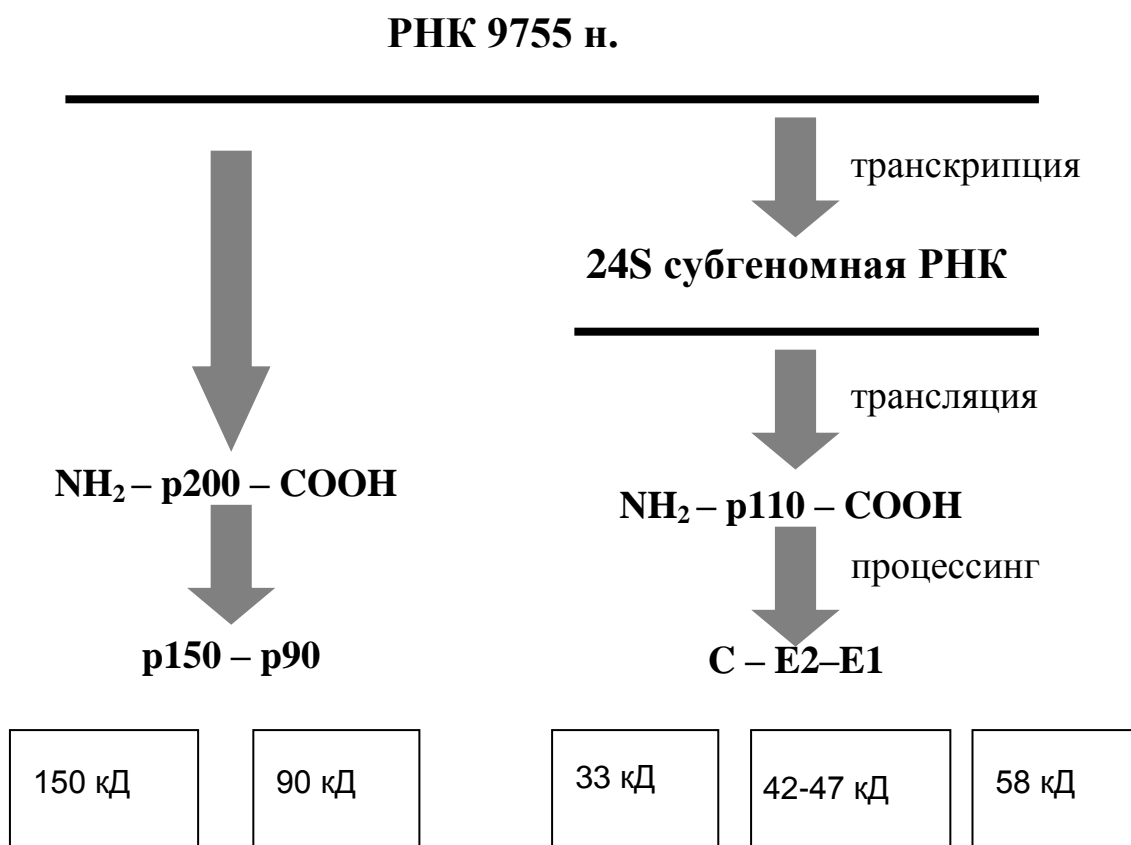 РНК 9755 н.
транскрипция
24S субгеномная РНК
трансляция
NH₂ – p200 – COOH
NH₂ – p110 – COOH
процессинг
p150 – p90
C – E2–E1
150 кД
90 кД
33 кД
42-47 кД
58 кД